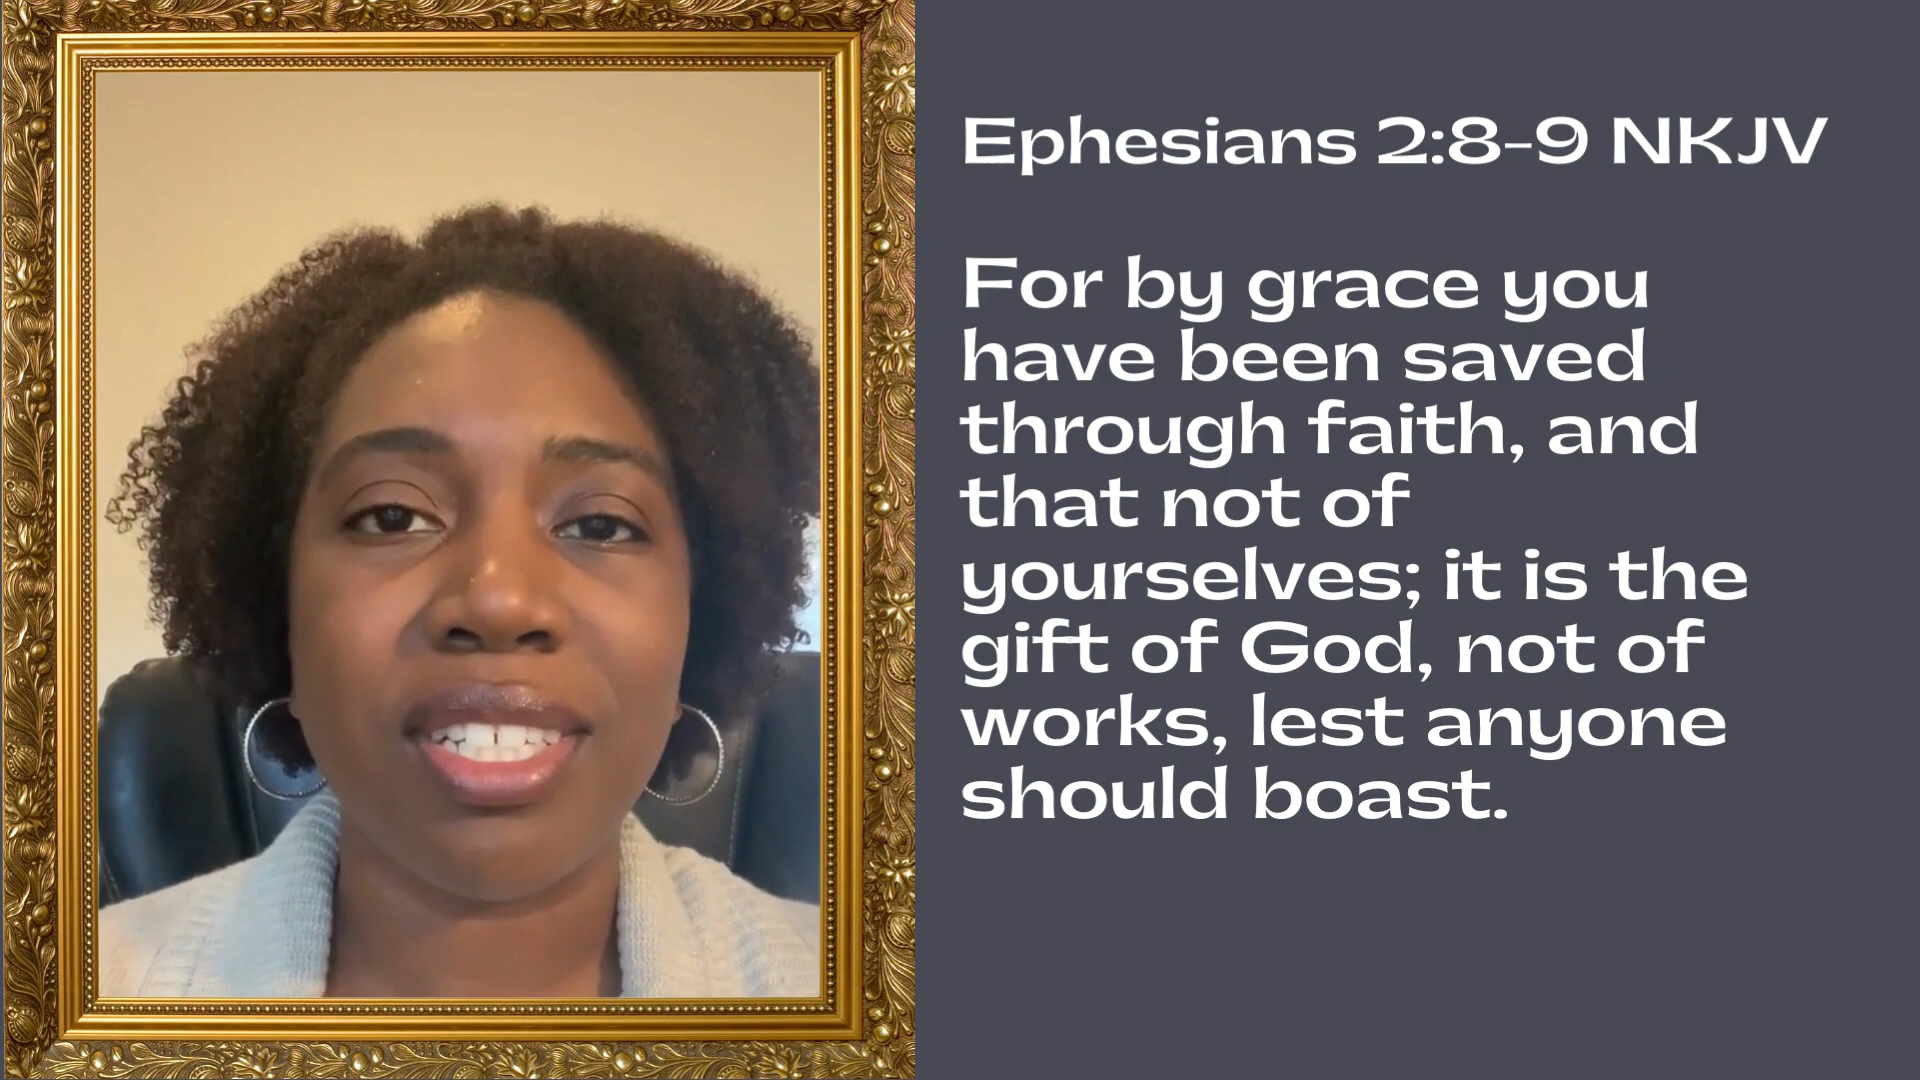 Ephesians 2:8-9 NKJV
For by grace you
have been saved
through faith, and
that not of
yourselves; it is the
gift of God, not of
works, lest anyone
should boast.